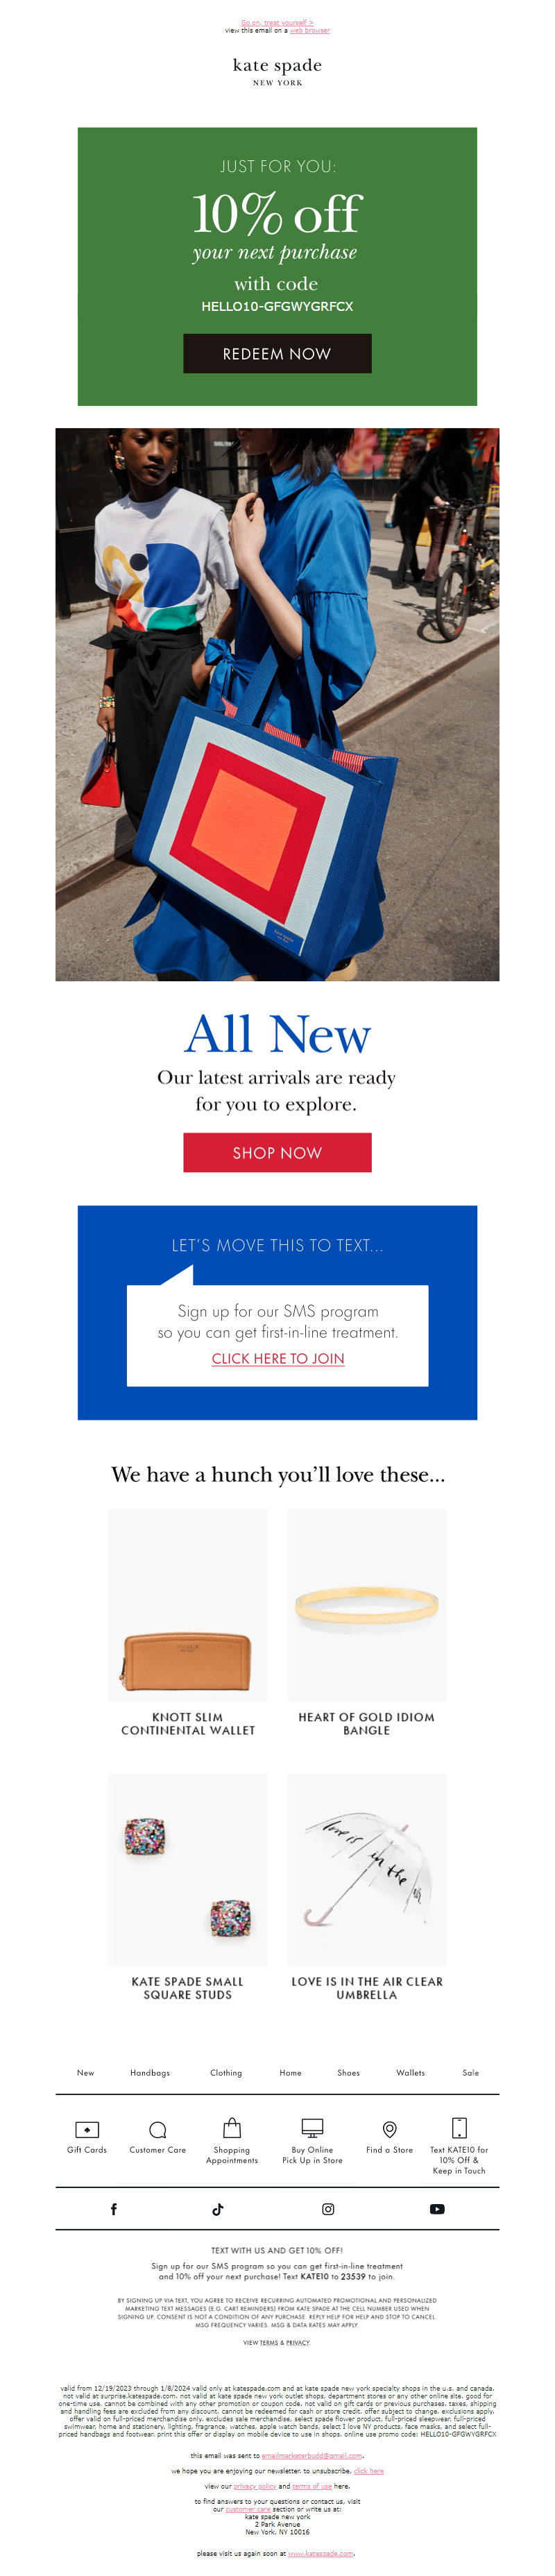 Go on, treat yourself >
view this email on a web browser
kate spade
NEW YORK
JUST FOR YOU:
10% off
your next purchase
with code
HELLO10-GFGWYGRFCX
REDEEM NOW
kate spade
All New
Our latest arrivals are ready
for you to explore.
SHOP NOW
LET'S MOVE THIS TO TEXT...
Sign up for our SMS program
so you can get first-in-line treatment.
CLICK HERE TO JOIN
We have a hunch you'll love these...
KNOTT SLIM
CONTINENTAL WALLET
HEART OF GOLD IDIOM
BANGLE
love is in the
KATE SPADE SMALL
SQUARE STUDS
LOVE IS IN THE AIR CLEAR
UMBRELLA
New Handbags Clothing Home Shoes Wallets Sale
Gift Cards
Customer Care
Shopping
Appointments
Buy Online
Pick Up in Store
Find a Store
Text KATE10 for
10% Off &
Keep in Touch
TEXT WITH US AND GET 10% OFF!
Sign up for our SMS program so you can get first-in-line treatment
and 10% off your next purchase! Text KATE10 to 23539 to join.
BY SIGNING UP VIA TEXT, YOU AGREE TO RECEIVE RECURRING AUTOMATED PROMOTIONAL AND PERSONALIZED
MARKETING TEXT MESSAGES (E.G. CART REMINDERS) FROM KATE SPADE AT THE CELL NUMBER USED WHEN
SIGNING UP. CONSENT IS NOT A CONDITION OF ANY PURCHASE. REPLY HELP FOR HELP AND STOP TO CANCEL.
MSG FREQUENCY VARIES. MSG & DATA RATES MAY APPLY.
VIEW TERMS & PRIVACY.
valid from 12/19/2023 through 1/8/2024 valid only at katespade.com and at kate spade new york specialty shops in the u.s. and canada.
not valid at surprise.katespade.com. not valid at kate spade new york outlet shops, department stores or any other online site. good for
one-time use. cannot be combined with any other promotion or coupon code. not valid on gift cards or previous purchases. taxes, shipping
and handling fees are excluded from any discount. cannot be redeemed for cash or store credit. offer subject to change. exclusions apply.
offer valid on full-priced merchandise only. excludes sale merchandise, select spade flower product, full-priced sleepwear, full-priced
swimwear, home and stationery, lighting, fragrance, watches, apple watch bands, select I love NY products, face masks, and select full-
priced handbags and footwear. print this offer or display on mobile device to use in shops. online use promo code: HELLO10-GFGWYGRFCX
this email was sent to emailmarketerbudd@gmail.com.
we hope you are enjoying our newsletter. to unsubscribe, click here
view our privacy policy and terms of use here.
to find answers to your questions or contact us, visit
our customer care section or write us at:
kate spade new york
2 Park Avenue
New York, NY 10016
please visit us again soon at www.katespade.com.